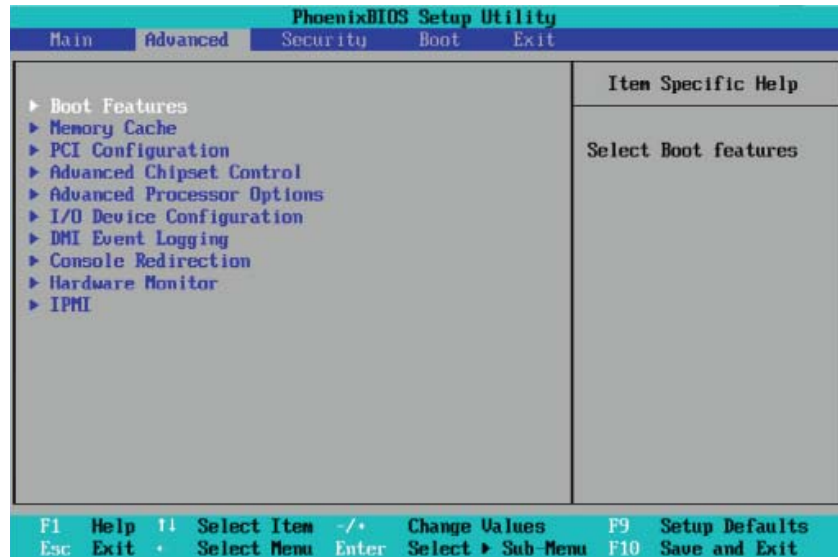 PhoenixBIOS Setup Utility
Main Advanced Security Boot Exit
Item Specific Help
▶ Boot Features
▶ Memory Cache
▶ PCI Configuration
▶ Advanced Chipset Control
▶ Advanced Processor Options
▶ I/O Device Configuration
▶ DMI Event Logging
▶ Console Redirection
▶ Hardware Monitor
▶ IPMI
Select Boot features
F1 Help ↑↓ Select Item -/+ Change Values F9 Setup Defaults
Esc Exit · Select Menu Enter Select ▶ Sub-Menu F10 Save and Exit